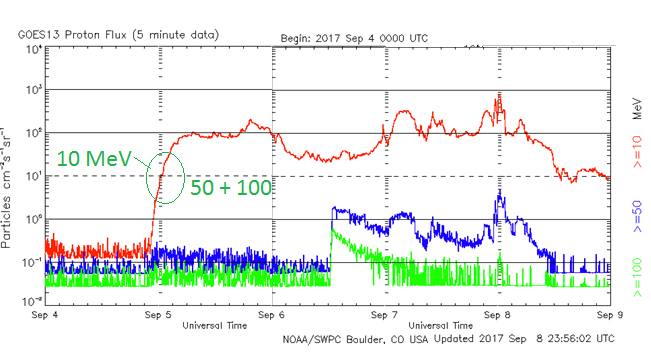 GOES13 Proton Flux (5 minute data)
Begin: 2017 Sep 4 0000 UTC
10⁴
10³
10²
10¹
10⁰
10⁻¹
10⁻²
Particles cm⁻²s⁻¹sr⁻¹
10 MeV
50 + 100
MeV
>=10
>=50
>=100
Sep 4
Sep 5
Sep 6
Sep 7
Sep 8
Sep 9
Universal Time
Universal Time
NOAA/SWPC Boulder, CO USA Updated 2017 Sep 8 23:56:02 UTC